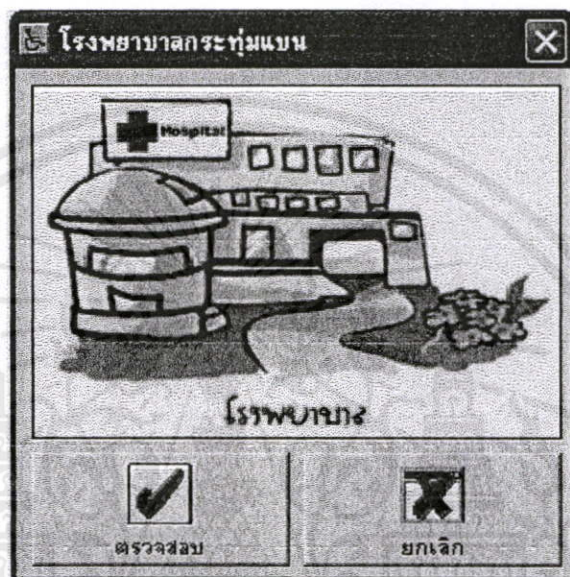 โรงพยาบาลกระทุ่มแบน
Hospital
โรงพยาบาล
ตรวจสอบ
ยกเลิก